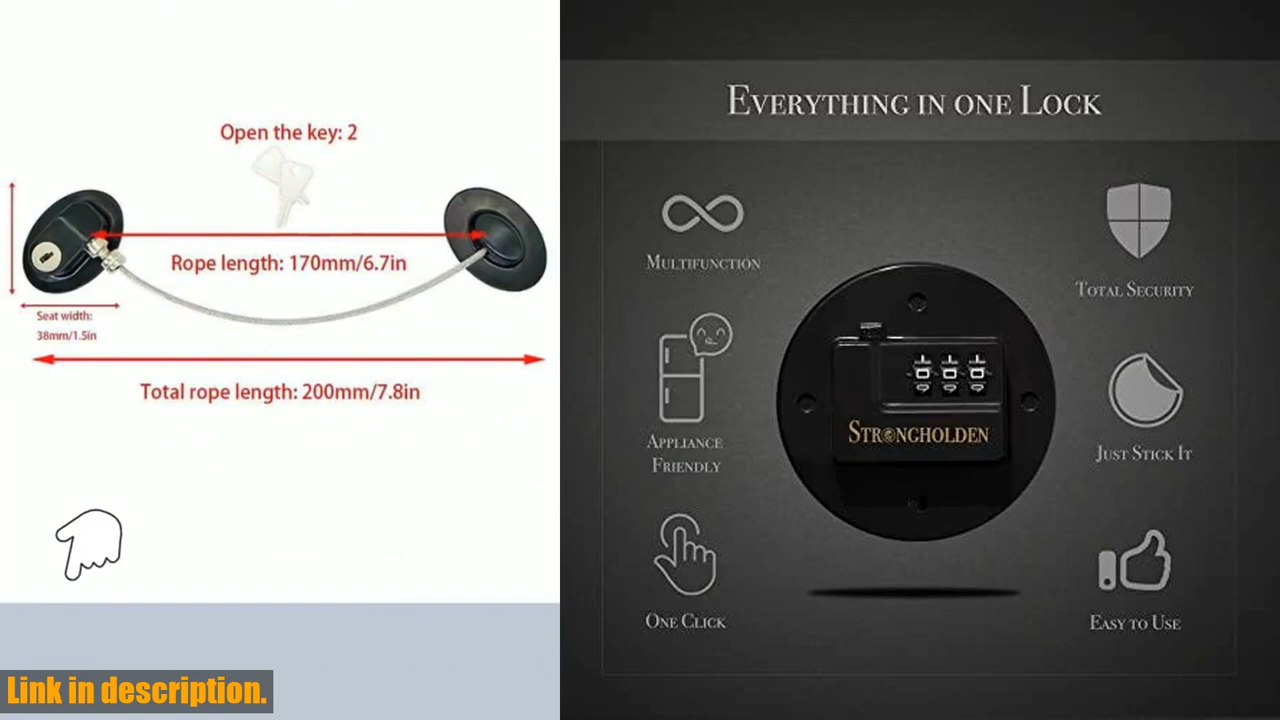 Open the key: 2
Rope length: 170mm/6.7in
Seat width:
38mm/1.5in
Total rope length: 200mm/7.8in
Link in description.
EVERYTHING IN ONE LOCK
MULTIFUNCTION
TOTAL SECURITY
APPLIANCE
FRIENDLY
JUST STICK IT
ONE CLICK
EASY TO USE
STRONGHOLDEN